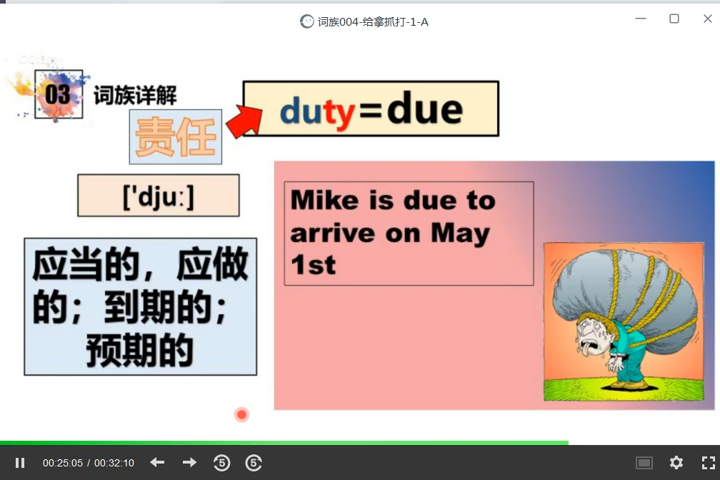 词族004-给拿抓打-1-A
03 词族详解
责任
duty=due
['djuː]
应当的，应做
的；到期的；
预期的
Mike is due to
arrive on May
1st
00:25:05 / 00:32:10
5
5